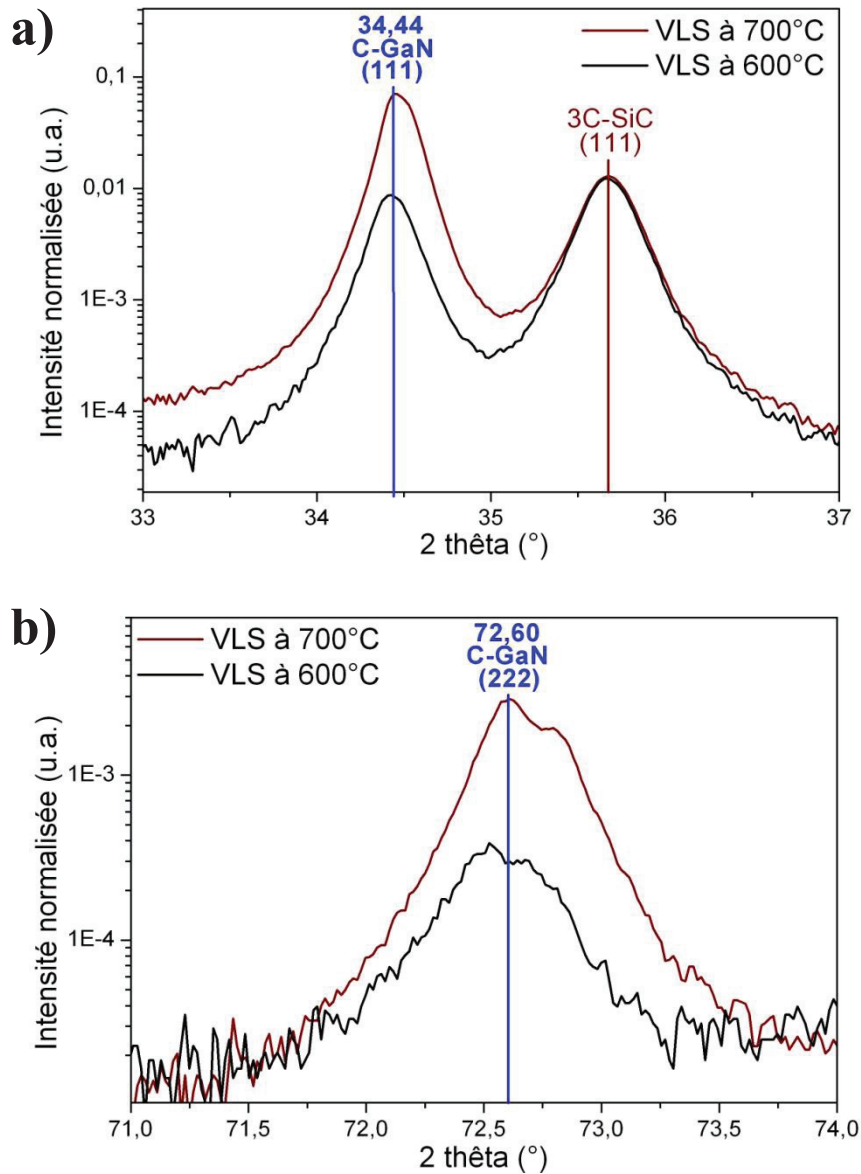 a)
34,44
C-GaN
(111)
VLS à 700°C
VLS à 600°C
3C-SiC
(111)
Intensité normalisée (u.a.)
0,1
0,01
1E-3
1E-4
33
34
35
36
37
2 thêta (°)
b)
VLS à 700°C
VLS à 600°C
72,60
C-GaN
(222)
Intensité normalisée (u.a.)
1E-3
1E-4
71,0
71,5
72,0
72,5
73,0
73,5
74,0
2 thêta (°)